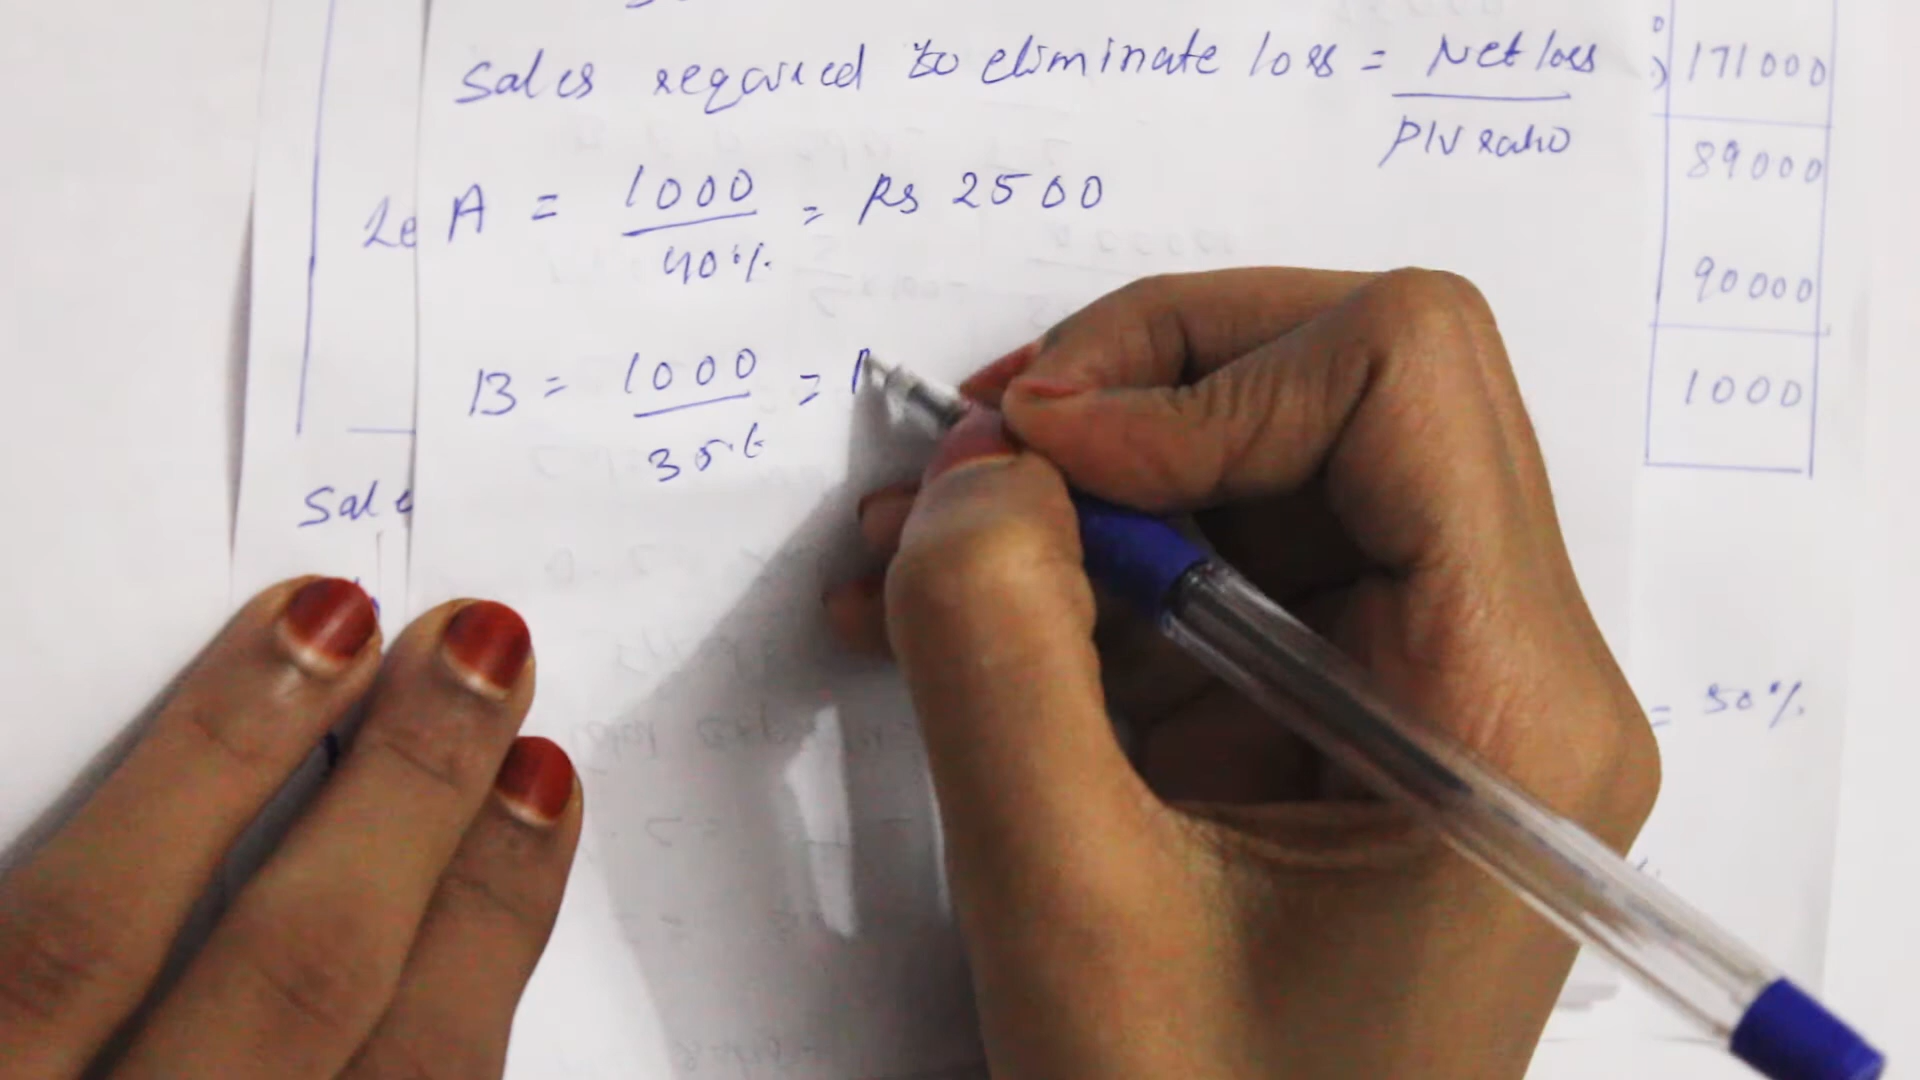 Sales required to eliminate loss = Net loss
P/V ratio
A = 1000 = Rs 2500
40%
B = 1000 =
35%
Sale
171000
89000
90000
1000
= 50%